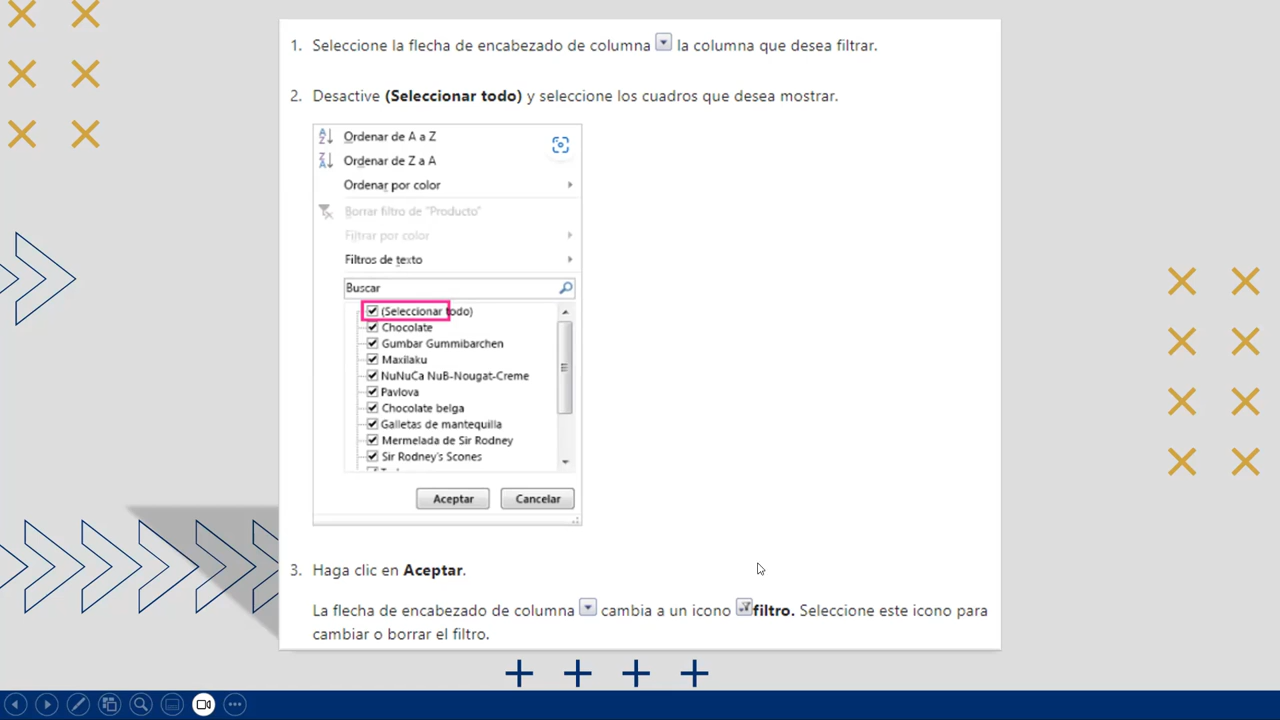 1. Seleccione la flecha de encabezado de columna la columna que desea filtrar.
2. Desactive (Seleccionar todo) y seleccione los cuadros que desea mostrar.
Ordenar de A a Z
Ordenar de Z a A
Ordenar por color
Borrar filtro de "Producto"
Filtrar por color
Filtros de texto
Buscar
(Seleccionar todo)
Chocolate
Gumbar Gummibarchen
Maxilaku
NuNuCa NuB-Nougat-Creme
Pavlova
Chocolate belga
Galletas de mantequilla
Mermelada de Sir Rodney
Sir Rodney's Scones
Aceptar Cancelar
3. Haga clic en Aceptar.
La flecha de encabezado de columna cambia a un icono filtro. Seleccione este icono para
cambiar o borrar el filtro.